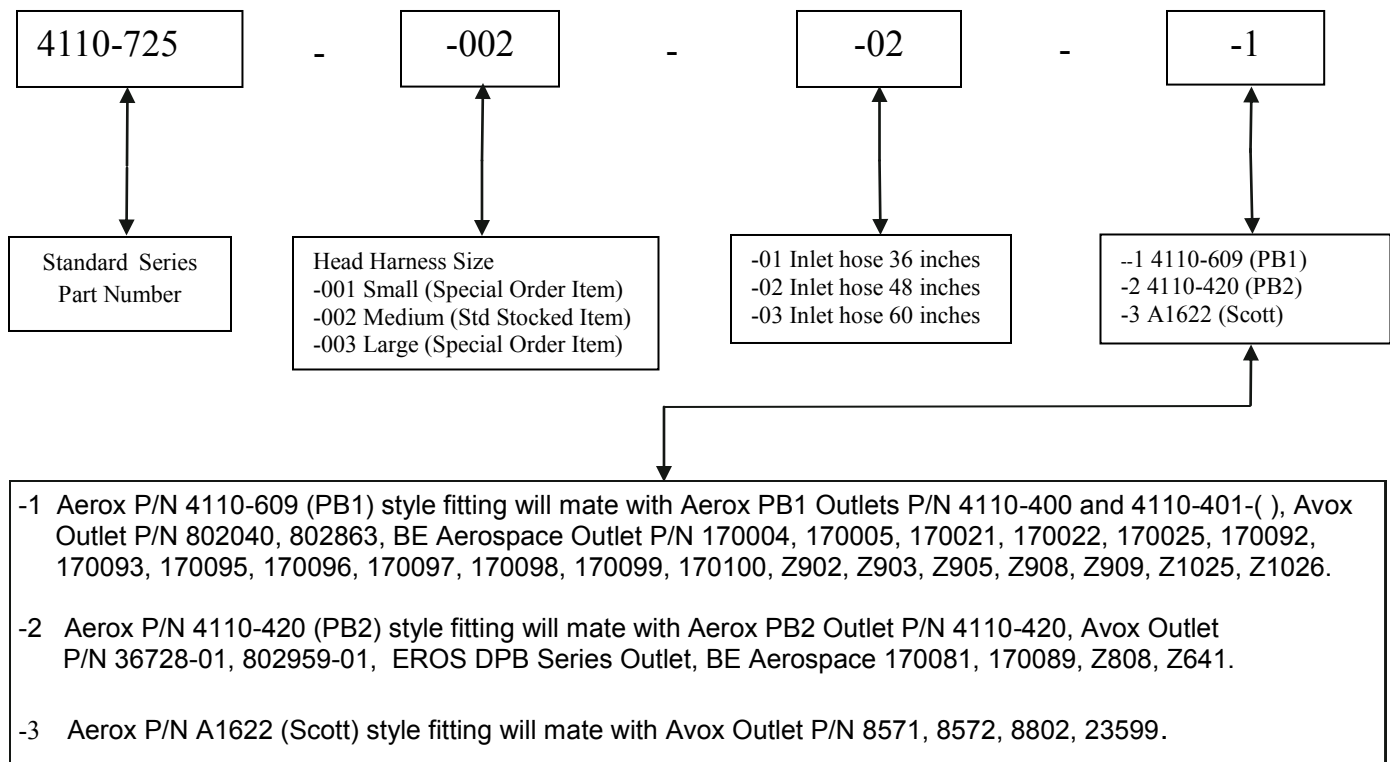 4110-725 - -002 - -02 - -1
Standard Series
Part Number
Head Harness Size
-001 Small (Special Order Item)
-002 Medium (Std Stocked Item)
-003 Large (Special Order Item)
-01 Inlet hose 36 inches
-02 Inlet hose 48 inches
-03 Inlet hose 60 inches
--1 4110-609 (PB1)
-2 4110-420 (PB2)
-3 A1622 (Scott)
-1 Aerox P/N 4110-609 (PB1) style fitting will mate with Aerox PB1 Outlets P/N 4110-400 and 4110-401-( ), Avox
Outlet P/N 802040, 802863, BE Aerospace Outlet P/N 170004, 170005, 170021, 170022, 170025, 170092,
170093, 170095, 170096, 170097, 170098, 170099, 170100, Z902, Z903, Z905, Z908, Z909, Z1025, Z1026.
-2 Aerox P/N 4110-420 (PB2) style fitting will mate with Aerox PB2 Outlet P/N 4110-420, Avox Outlet
P/N 36728-01, 802959-01, EROS DPB Series Outlet, BE Aerospace 170081, 170089, Z808, Z641.
-3 Aerox P/N A1622 (Scott) style fitting will mate with Avox Outlet P/N 8571, 8572, 8802, 23599.